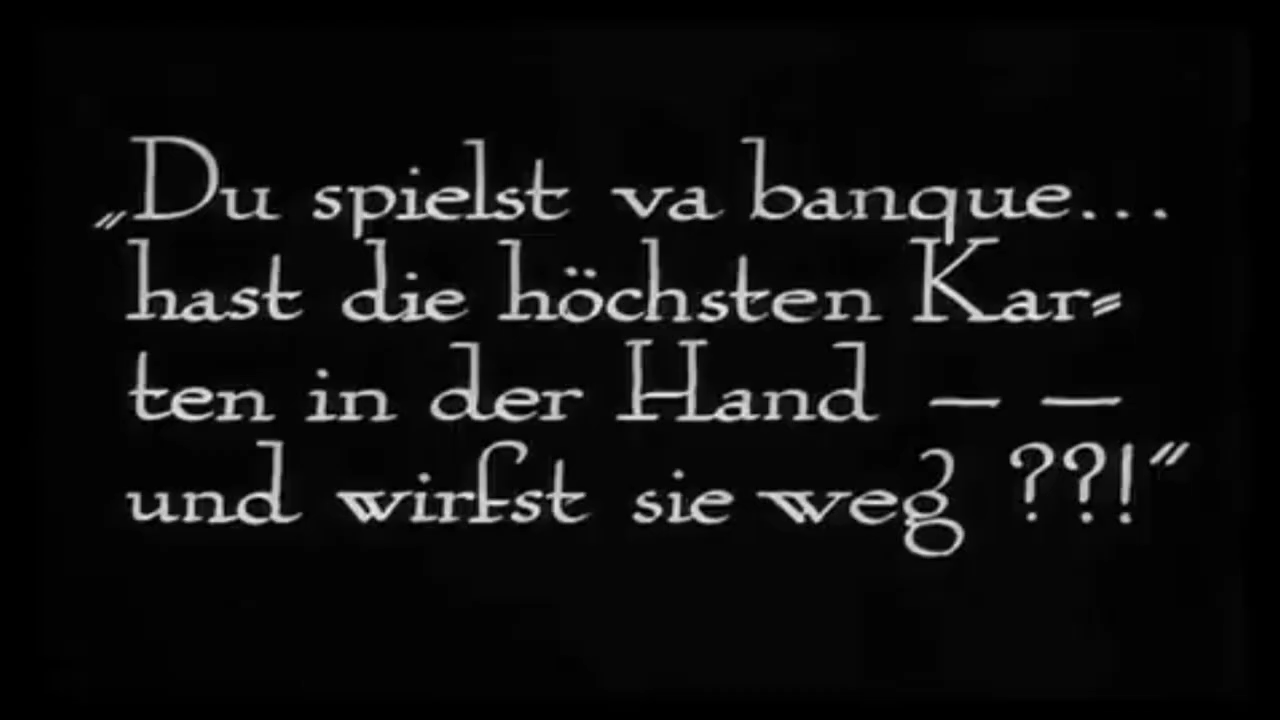 „Du spielst va banque...
hast die höchsten Kar⸗
ten in der Hand — —
und wirfst sie weg ??!“